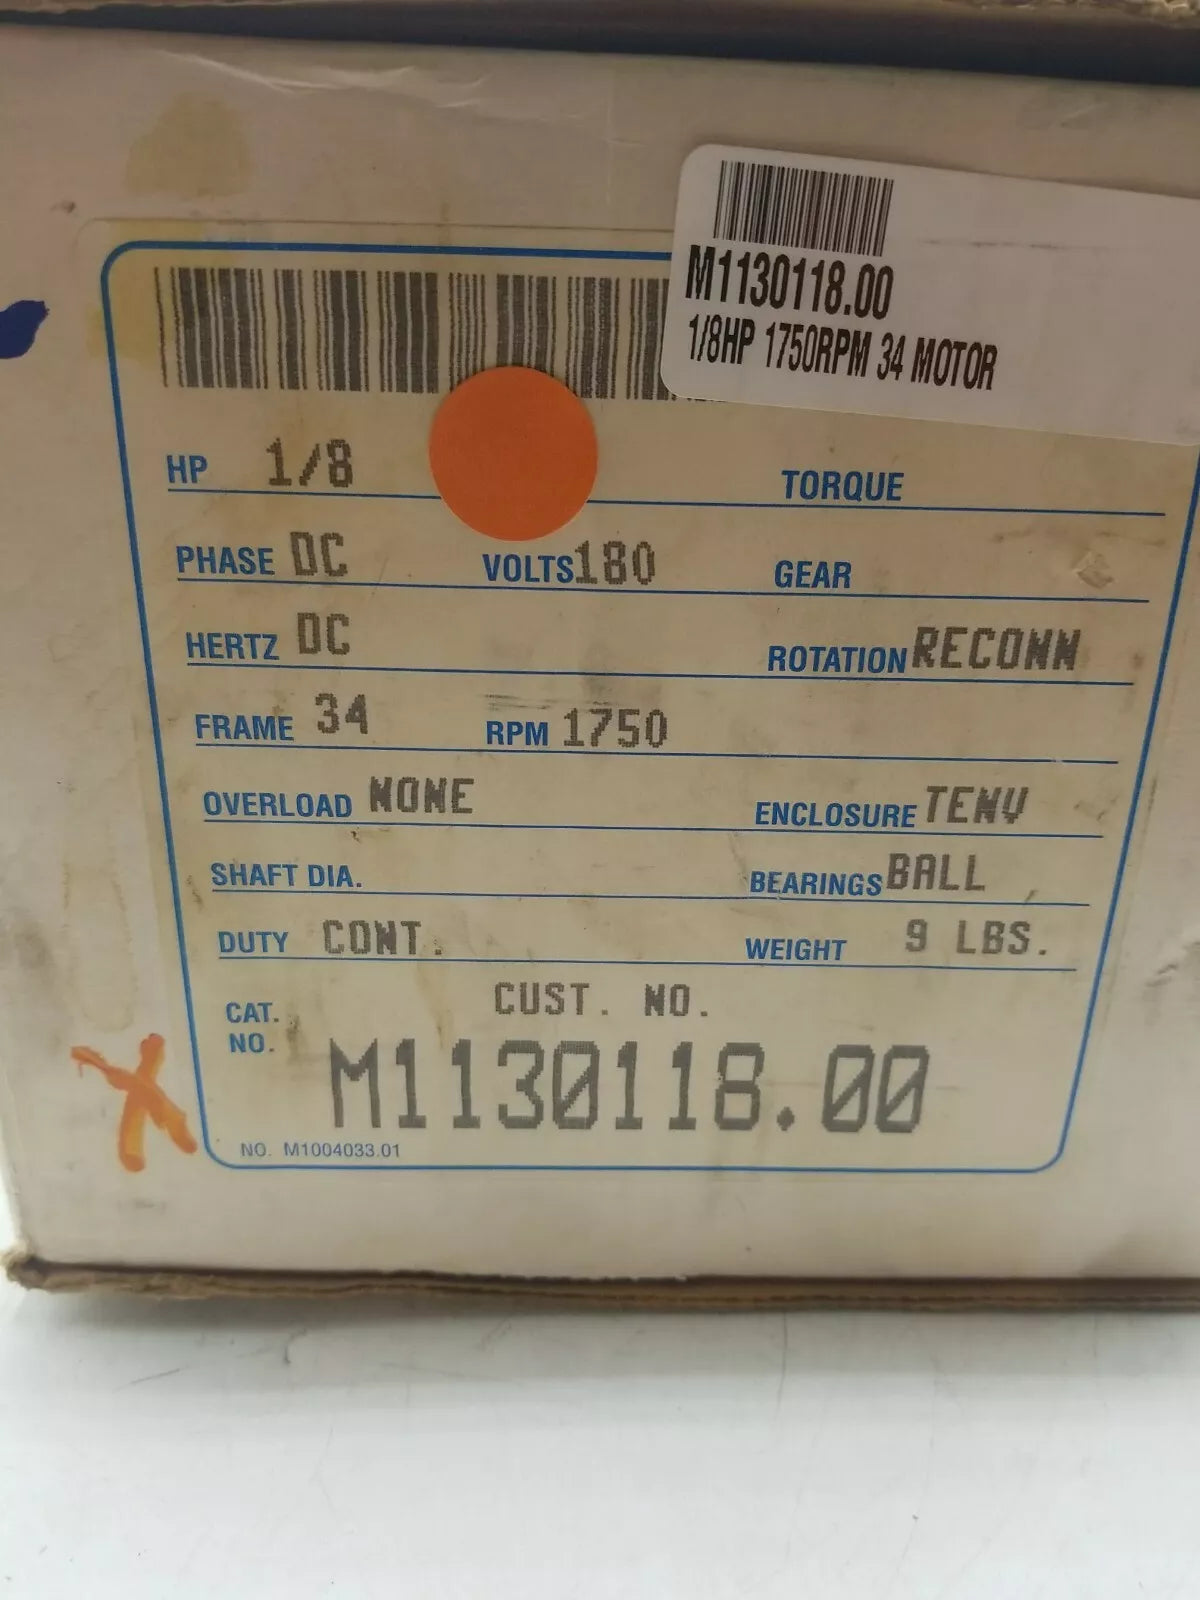 M1130118.00
1/8HP 1750RPM 34 MOTOR
HP 1/8 TORQUE
PHASE DC VOLTS 180 GEAR
HERTZ DC ROTATION RECONN
FRAME 34 RPM 1750
OVERLOAD NONE ENCLOSURE TENV
SHAFT DIA. BEARINGS BALL
DUTY CONT. WEIGHT 9 LBS.
CUST. NO.
CAT.
NO.
M1130118.00
NO. M1004033.01